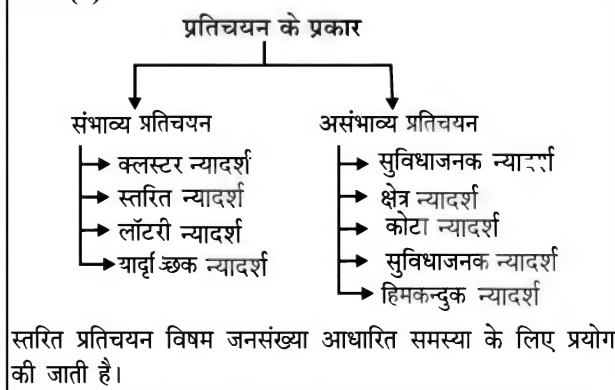 प्रतिचयन के प्रकार
संभाव्य प्रतिचयन
क्लस्टर न्यादर्श
स्तरित न्यादर्श
लॉटरी न्यादर्श
यादृच्छिक न्यादर्श
असंभाव्य प्रतिचयन
सुविधाजनक न्यादर्श
क्षेत्र न्यादर्श
कोटा न्यादर्श
सुविधाजनक न्यादर्श
हिमकन्दुक न्यादर्श
स्तरित प्रतिचयन विषम जनसंख्या आधारित समस्या के लिए प्रयोग
की जाती है।